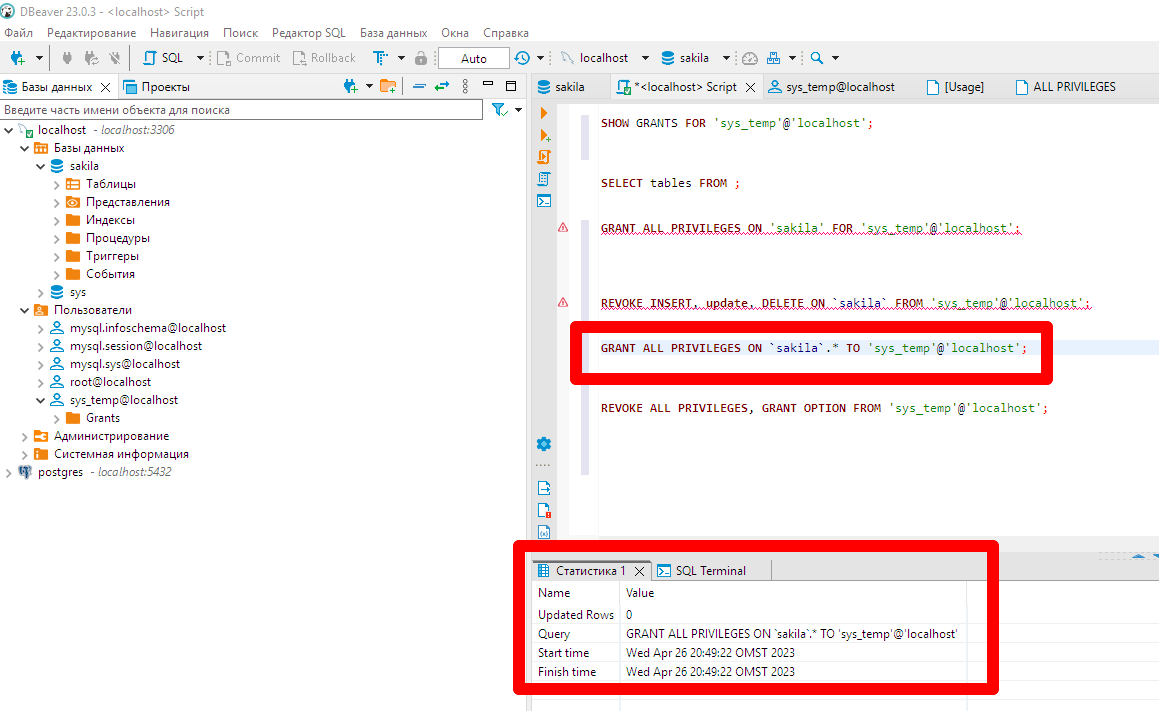 DBeaver 23.0.3 - <localhost> Script
Файл Редактирование Навигация Поиск Редактор SQL База данных Окна Справка
SQL Commit Rollback Auto localhost sakila
Базы данных Проекты
Введите часть имени объекта для поиска
localhost - localhost:3306
Базы данных
sakila
Таблицы
Представления
Индексы
Процедуры
Триггеры
События
sys
Пользователи
mysql.infoschema@localhost
mysql.session@localhost
mysql.sys@localhost
root@localhost
sys_temp@localhost
Grants
Администрирование
Системная информация
postgres - localhost:5432
sakila *<localhost> Script sys_temp@localhost [Usage] ALL PRIVILEGES
SHOW GRANTS FOR 'sys_temp'@'localhost';
SELECT tables FROM ;
GRANT ALL PRIVILEGES ON 'sakila' FOR 'sys_temp'@'localhost';
REVOKE INSERT, update, DELETE ON `sakila` FROM 'sys_temp'@'localhost';
GRANT ALL PRIVILEGES ON `sakila`.* TO 'sys_temp'@'localhost';
REVOKE ALL PRIVILEGES, GRANT OPTION FROM 'sys_temp'@'localhost';
Статистика 1 SQL Terminal
Name Value
Updated Rows 0
Query GRANT ALL PRIVILEGES ON `sakila`.* TO 'sys_temp'@'localhost'
Start time Wed Apr 26 20:49:22 OMST 2023
Finish time Wed Apr 26 20:49:22 OMST 2023